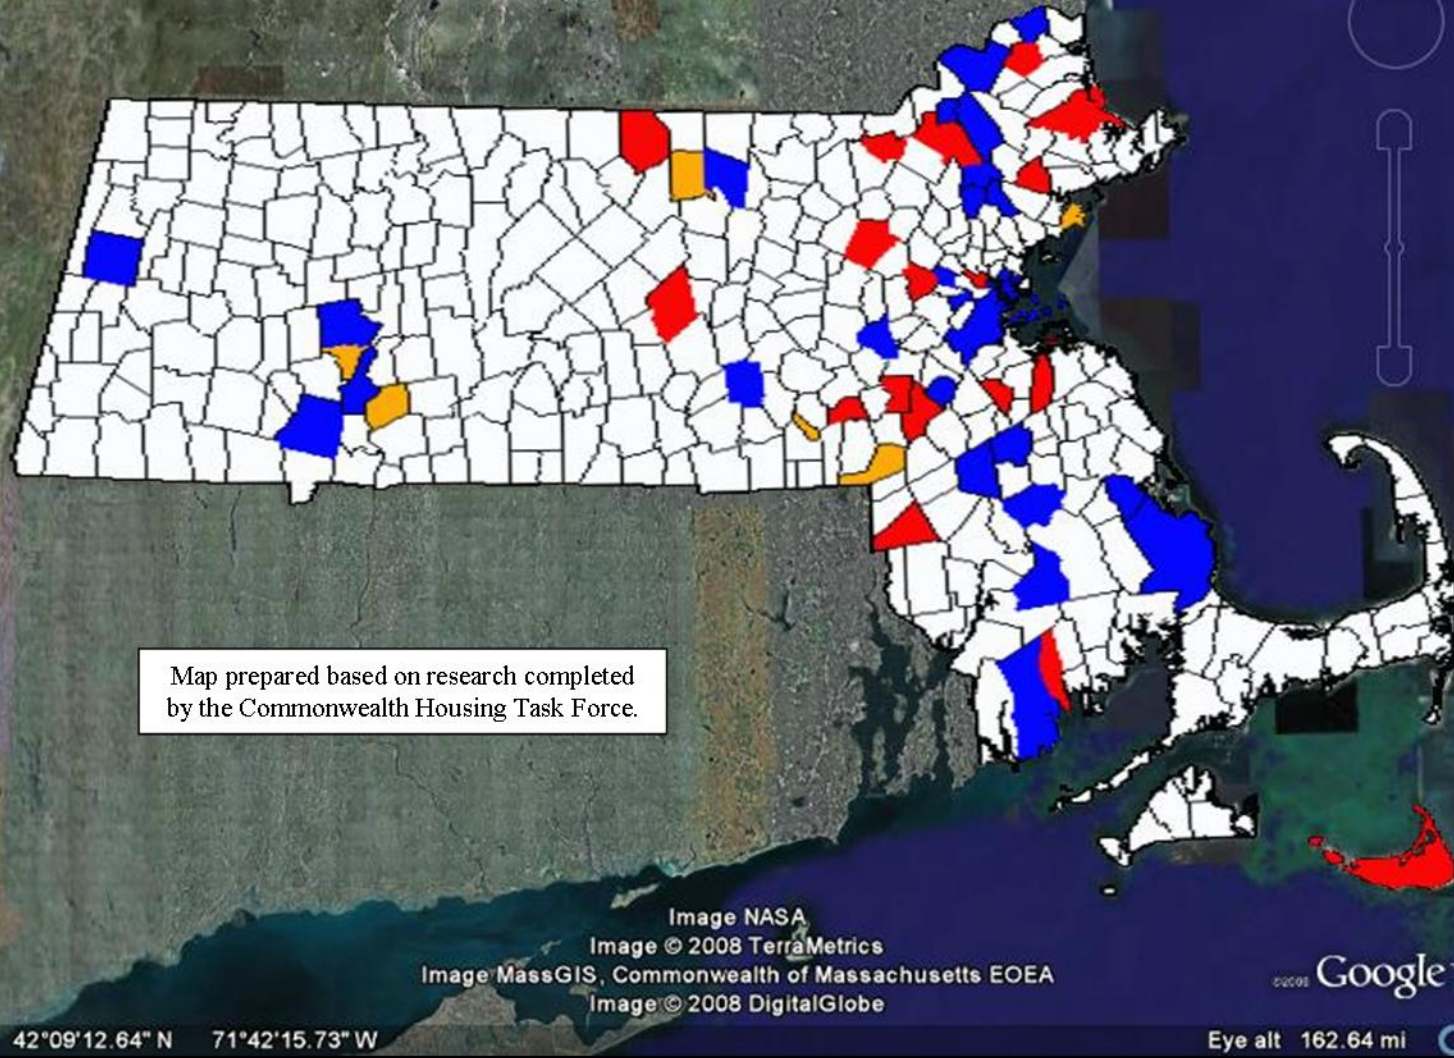 Map prepared based on research completed
by the Commonwealth Housing Task Force.
Image NASA
Image © 2008 TerraMetrics
Image MassGIS, Commonwealth of Massachusetts EOEA
Image © 2008 DigitalGlobe
©2008 Google
42°09'12.64" N 71°42'15.73" W
Eye alt 162.64 mi